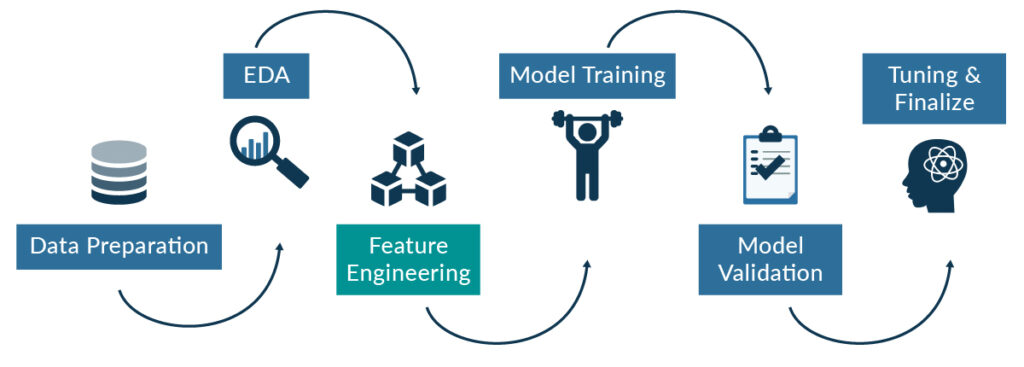 Data Preparation
EDA
Feature
Engineering
Model Training
Model
Validation
Tuning &
Finalize